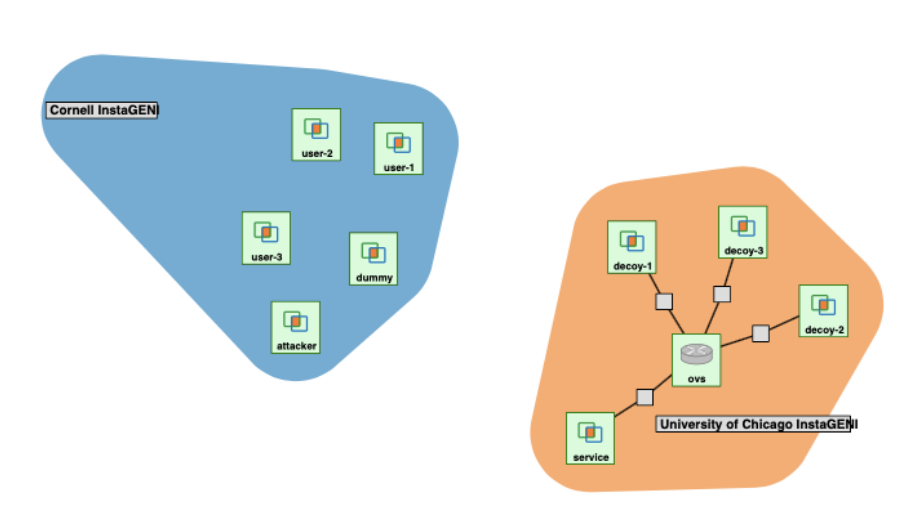 Cornell InstaGENI
user-2
user-1
user-3
dummy
attacker
decoy-1
decoy-3
decoy-2
ovs
University of Chicago InstaGENI
service